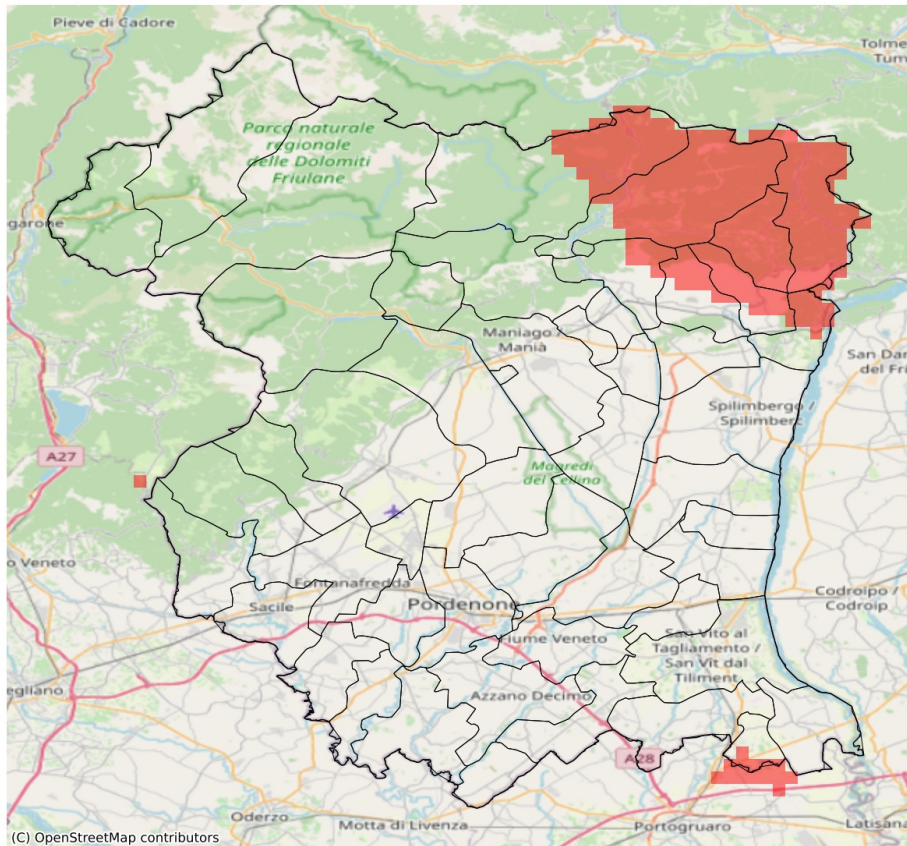 Pieve di Cadore
Tolme
Tum
Parco naturale
regionale
delle Dolomiti
Friulane
garone
Maniago /
Manià
San Dar
del Fri
Spilimbergo /
Spilimberc
A27
Magredi
del Cellina
o Veneto
Fontanafredda
Sacile
Pordenone
Codroipo /
Codroip
Fiume Veneto
San Vito al
Tagliamento /
San Vît dal
Tiliment
egliano
Azzano Decimo
A28
Oderzo
Motta di Livenza
Portogruaro
Latisana
(C) OpenStreetMap contributors